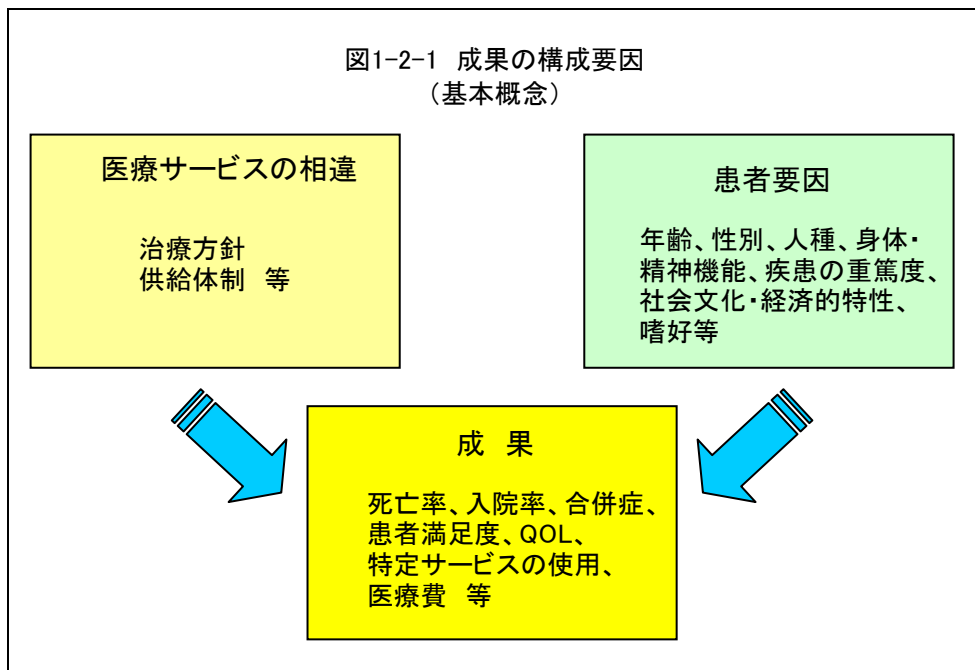 図1-2-1 成果の構成要因
（基本概念）
医療サービスの相違
治療方針
供給体制 等
患者要因
年齢、性別、人種、身体・
精神機能、疾患の重篤度、
社会文化・経済的特性、
嗜好等
成 果
死亡率、入院率、合併症、
患者満足度、QOL、
特定サービスの使用、
医療費 等